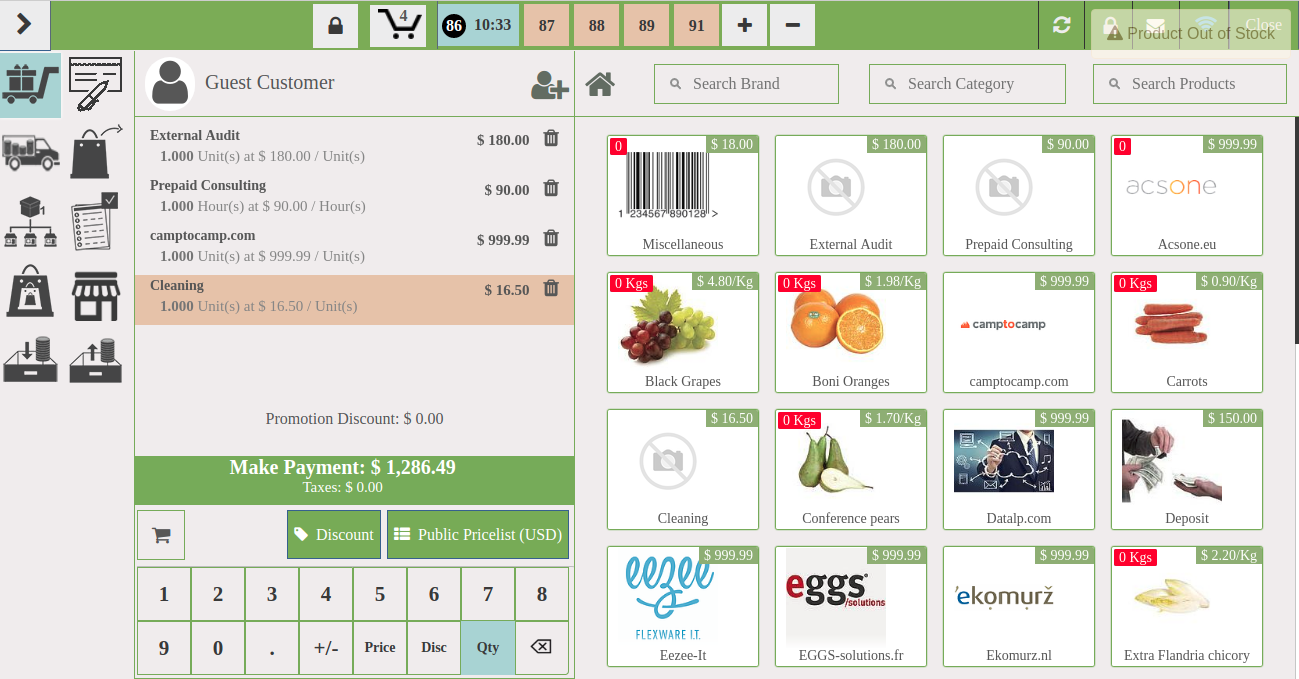 4
86 10:33
87
88
89
91
Close
Product Out of Stock
Guest Customer
Search Brand
Search Category
Search Products
External Audit
$ 180.00
1.000 Unit(s) at $ 180.00 / Unit(s)
Prepaid Consulting
$ 90.00
1.000 Hour(s) at $ 90.00 / Hour(s)
camptocamp.com
$ 999.99
1.000 Unit(s) at $ 999.99 / Unit(s)
Cleaning
$ 16.50
1.000 Unit(s) at $ 16.50 / Unit(s)
Promotion Discount: $ 0.00
Make Payment: $ 1,286.49
Taxes: $ 0.00
Discount
Public Pricelist (USD)
1 2 3 4 5 6 7 8
9 0 . +/- Price Disc Qty
1
0
$ 18.00
1 234567 890128 >
Miscellaneous
$ 180.00
External Audit
$ 90.00
Prepaid Consulting
0
$ 999.99
acsone
Acsone.eu
0 Kgs
$ 4.80/Kg
Black Grapes
0 Kgs
$ 1.98/Kg
Boni Oranges
$ 999.99
camptocamp
camptocamp.com
0 Kgs
$ 0.90/Kg
Carrots
$ 16.50
Cleaning
0 Kgs
$ 1.70/Kg
Conference pears
$ 999.99
Datalp.com
$ 150.00
Deposit
$ 999.99
eezee
FLEXWARE I.T.
Eezee-It
$ 999.99
eggs
/solutions
EGGS-solutions.fr
$ 999.99
'ekomurž
Ekomurz.nl
0 Kgs
$ 2.20/Kg
Extra Flandria chicory